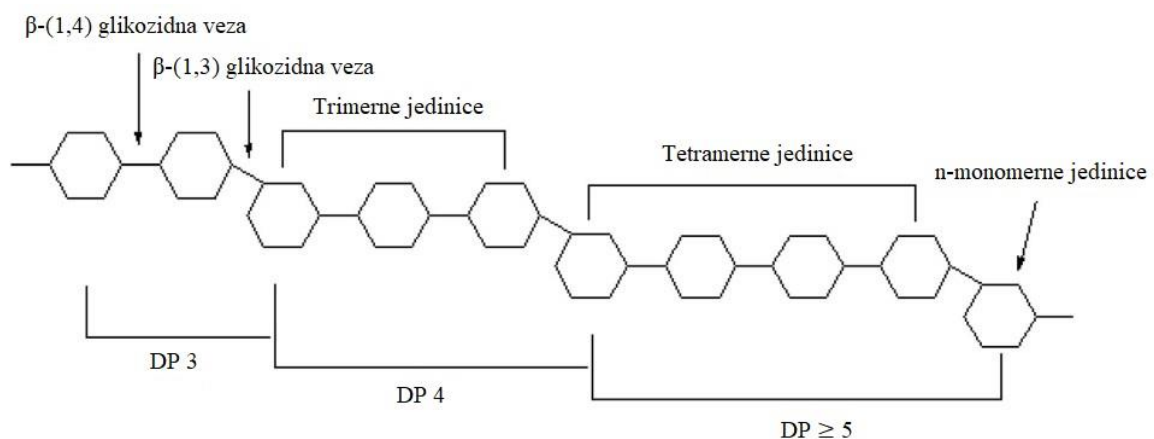 β-(1,4) glikozidna veza
β-(1,3) glikozidna veza
Trimerne jedinice
Tetramerne jedinice
n-monomerne jedinice
DP 3
DP 4
DP ≥ 5